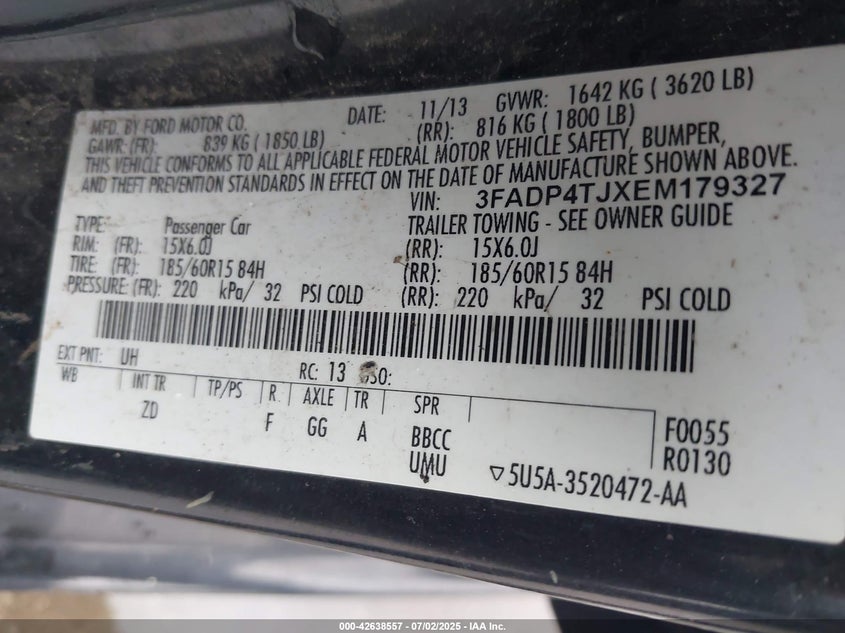 MFD. BY FORD MOTOR CO. DATE: 11/13 GVWR: 1642 KG ( 3620 LB)
GAWR: (FR): 839 KG ( 1850 LB) (RR): 816 KG ( 1800 LB)
THIS VEHICLE CONFORMS TO ALL APPLICABLE FEDERAL MOTOR VEHICLE SAFETY, BUMPER,
AND THEFT PREVENTION STANDARDS IN EFFECT ON THE DATE OF MANUFACTURE SHOWN ABOVE.
VIN: 3FADP4TJXEM179327
TYPE: Passenger Car TRAILER TOWING - SEE OWNER GUIDE
RIM: (FR): 15X6.0J (RR): 15X6.0J
TIRE: (FR): 185/60R15 84H (RR): 185/60R15 84H
PRESSURE: (FR): 220 kPa/ 32 PSI COLD (RR): 220 kPa/ 32 PSI COLD
EXT PNT: UH RC: 13 DSO:
WB INT TR TP/PS R AXLE TR SPR
ZD F GG A BBCC F0055
UMU R0130
▽5U5A-3520472-AA
000-42638557 - 07/02/2025 - IAA Inc.